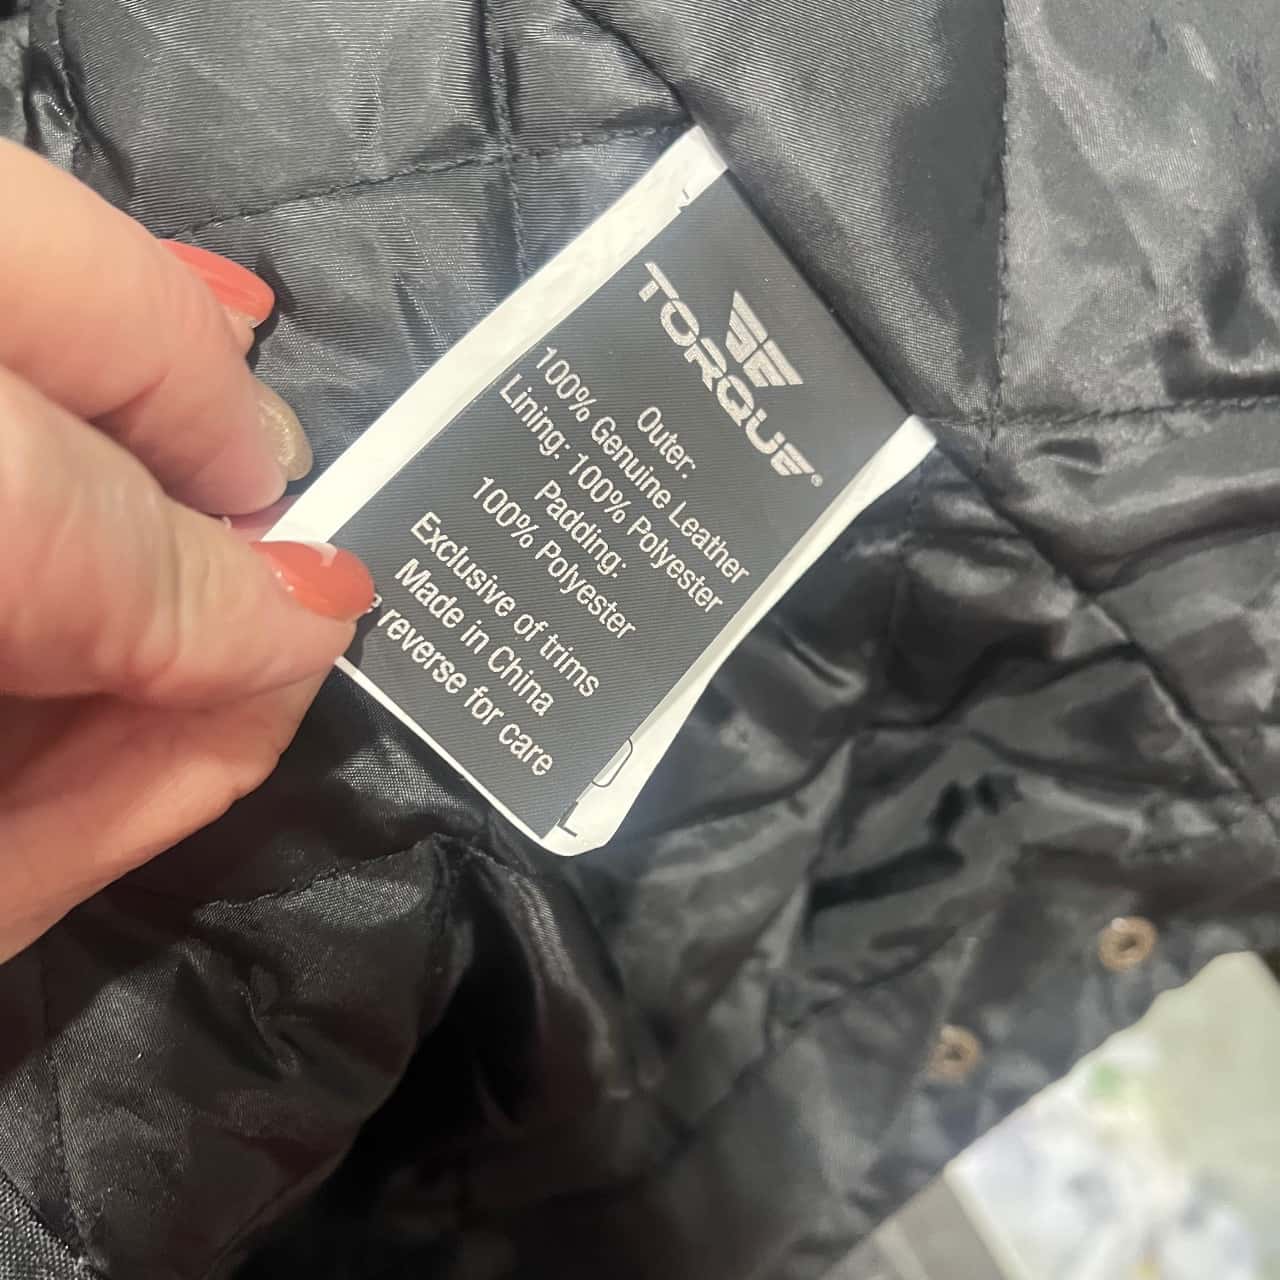 TORQUE®
Outer:
100% Genuine Leather
Lining: 100% Polyester
Padding:
100% Polyester
Exclusive of trims
Made in China
reverse for care